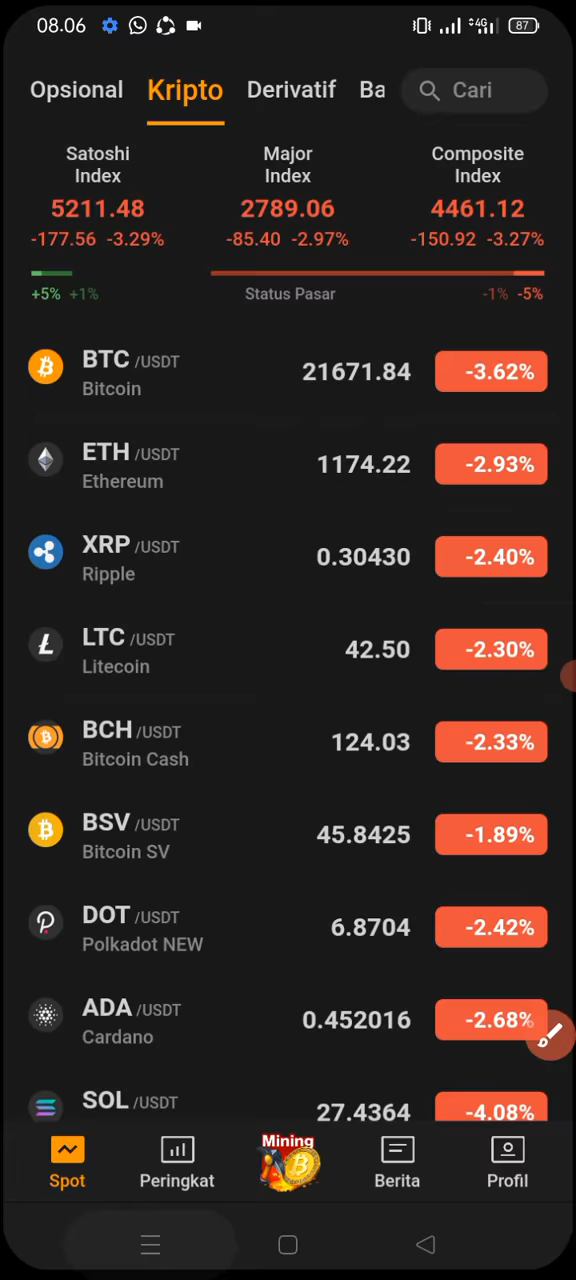 08.06 4G 87
Opsional Kripto Derivatif Ba Cari
Satoshi Index
5211.48
-177.56 -3.29%
Major Index
2789.06
-85.40 -2.97%
Composite Index
4461.12
-150.92 -3.27%
+5% +1% Status Pasar -1% -5%
BTC /USDT 21671.84 -3.62%
Bitcoin
ETH /USDT 1174.22 -2.93%
Ethereum
XRP /USDT 0.30430 -2.40%
Ripple
LTC /USDT 42.50 -2.30%
Litecoin
BCH /USDT 124.03 -2.33%
Bitcoin Cash
BSV /USDT 45.8425 -1.89%
Bitcoin SV
DOT /USDT 6.8704 -2.42%
Polkadot NEW
ADA /USDT 0.452016 -2.68%
Cardano
SOL /USDT 27.4364 -4.08%
Mining
Spot Peringkat Berita Profil